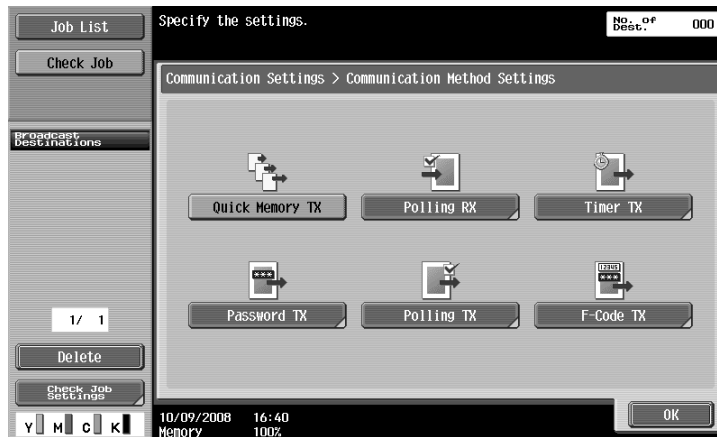 Job List
Check Job
Broadcast
Destinations
1/ 1
Delete
Check Job
Settings
Y M C K
Specify the settings.
No. of
Dest.
000
Communication Settings > Communication Method Settings
Quick Memory TX
Polling RX
Timer TX
Password TX
Polling TX
F-Code TX
12345
OK
10/09/2008 16:40
Memory 100%